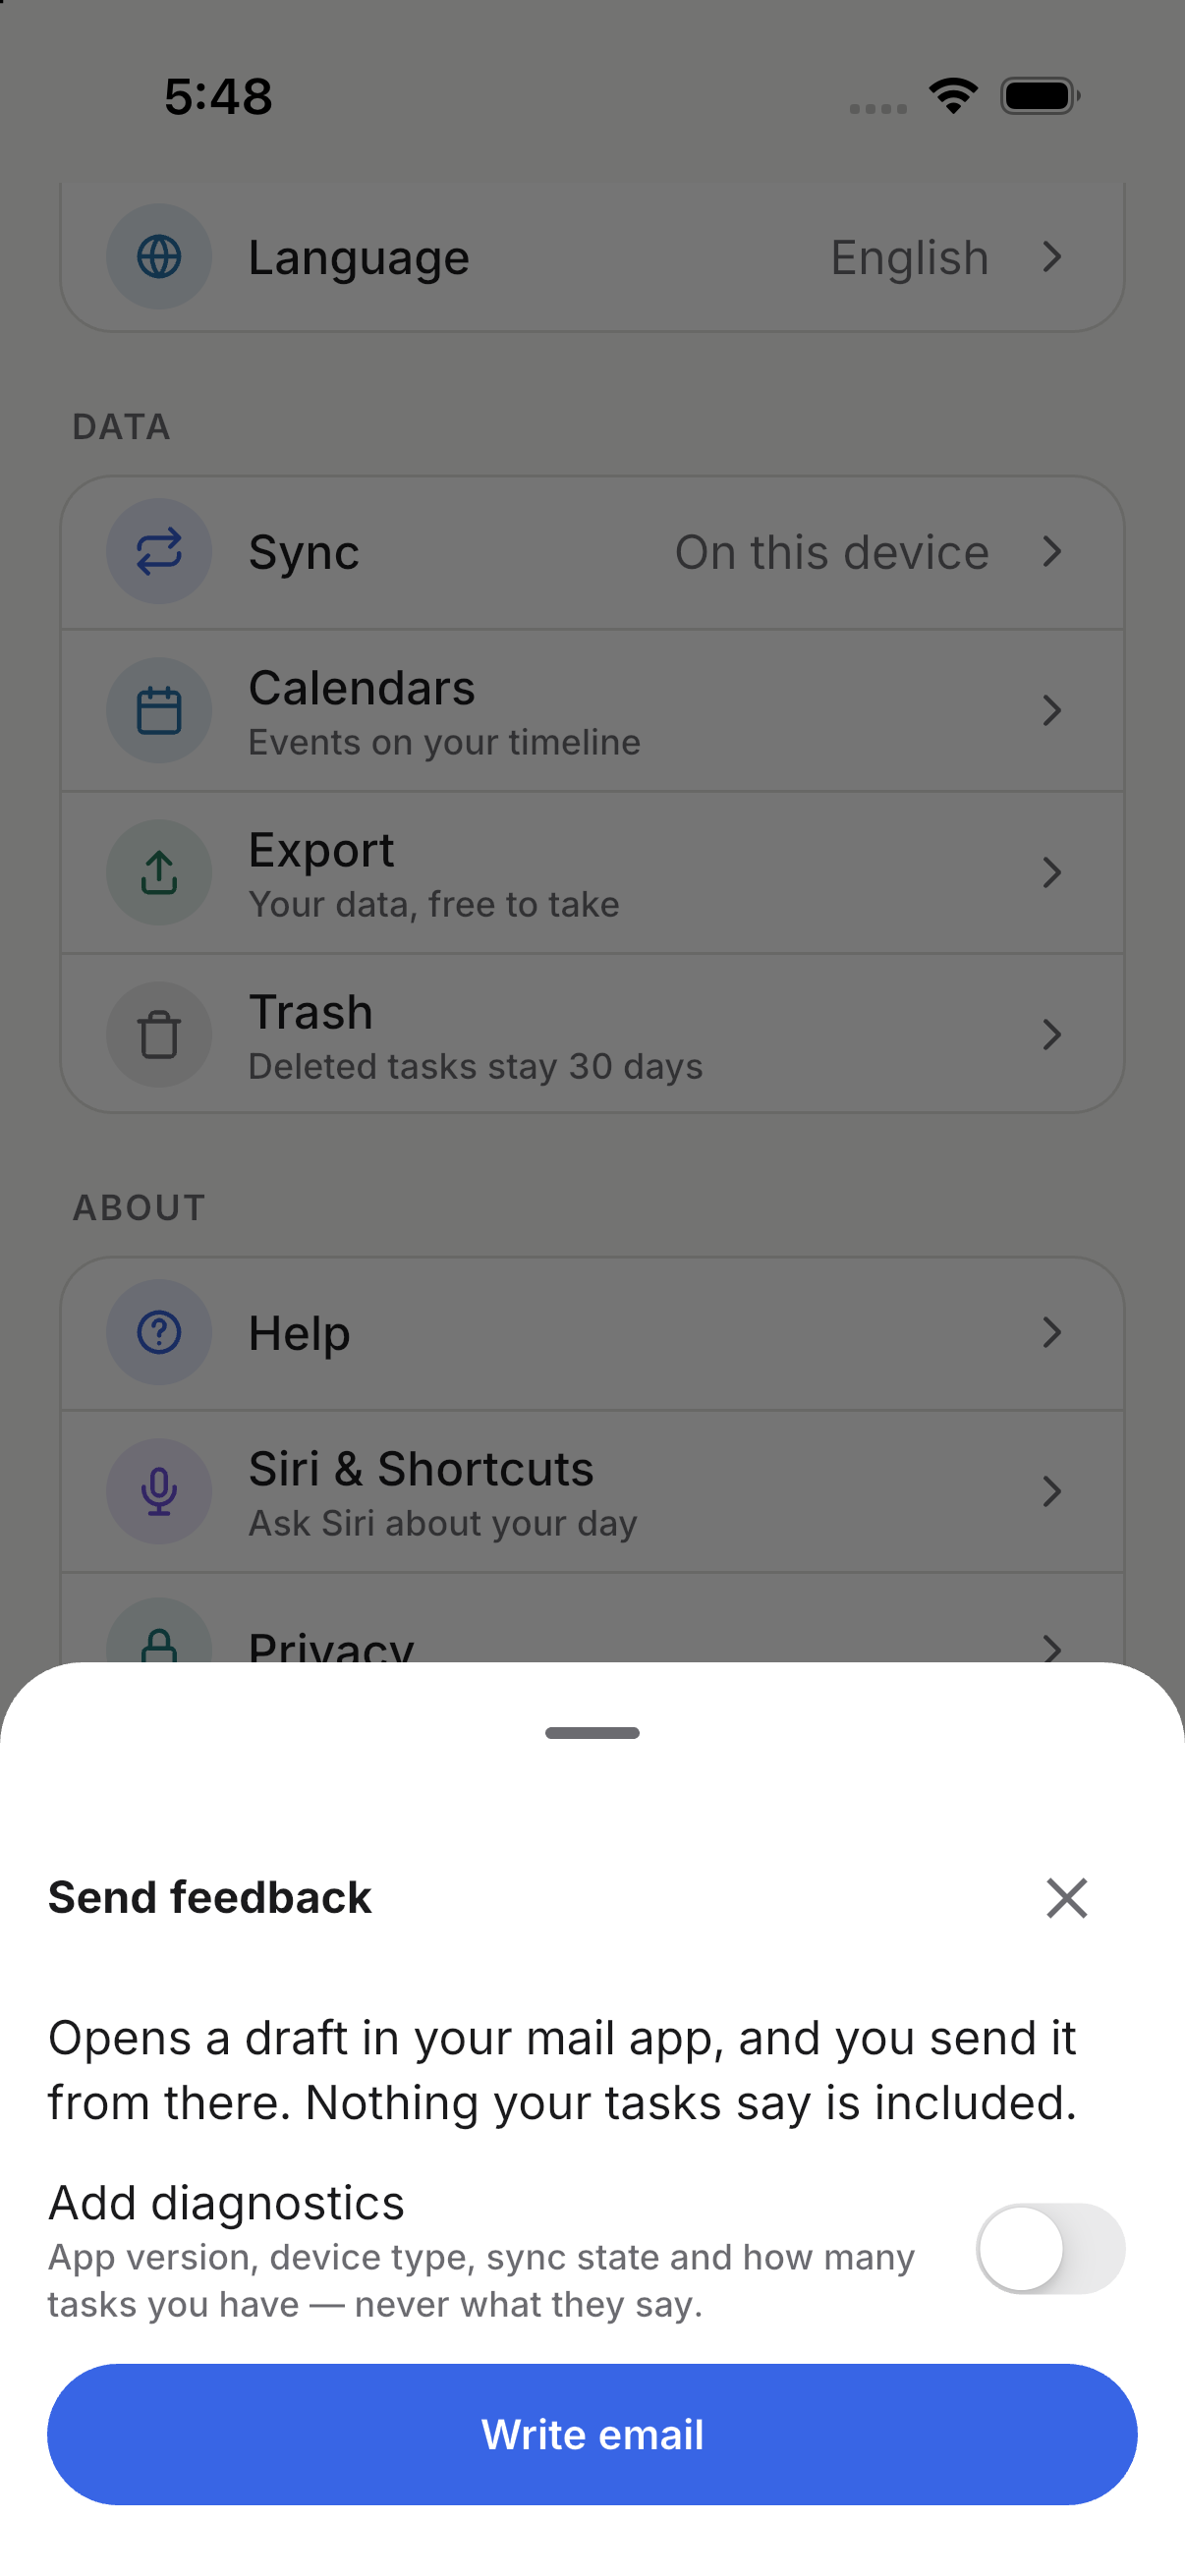 5:48
Language
English
DATA
Sync
On this device
Calendars
Events on your timeline
Export
Your data, free to take
Trash
Deleted tasks stay 30 days
ABOUT
Help
Siri & Shortcuts
Ask Siri about your day
Privacy
Send feedback
Opens a draft in your mail app, and you send it
from there. Nothing your tasks say is included.
Add diagnostics
App version, device type, sync state and how many
tasks you have — never what they say.
Write email